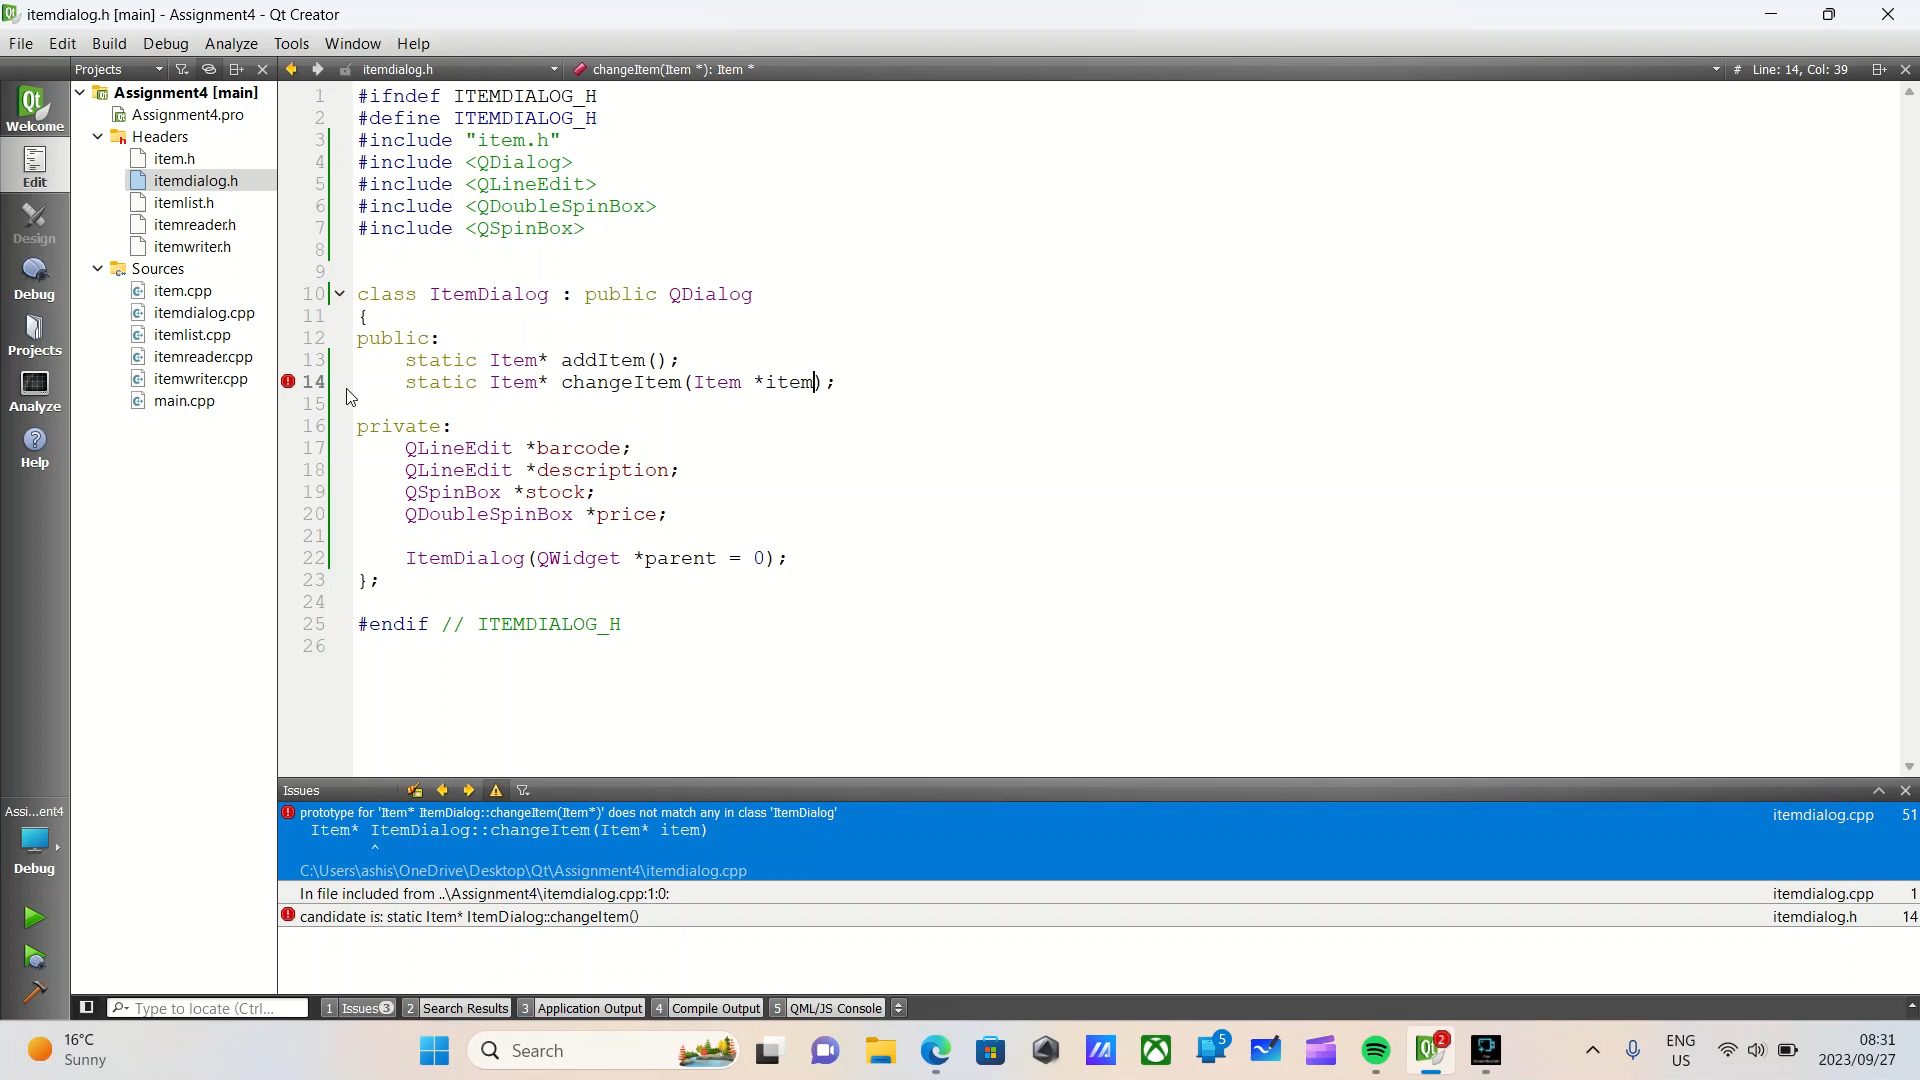 itemdialog.h [main] - Assignment4 - Qt Creator
File Edit Build Debug Analyze Tools Window Help
Projects itemdialog.h changeItem(Item *): Item * # Line: 14, Col: 39
Welcome
Edit
Design
Debug
Projects
Analyze
Help
Assi...ent4
Debug
Assignment4 [main]
Assignment4.pro
Headers
item.h
itemdialog.h
itemlist.h
itemreader.h
itemwriter.h
Sources
item.cpp
itemdialog.cpp
itemlist.cpp
itemreader.cpp
itemwriter.cpp
main.cpp
1 #ifndef ITEMDIALOG_H
2 #define ITEMDIALOG_H
3 #include "item.h"
4 #include <QDialog>
5 #include <QLineEdit>
6 #include <QDoubleSpinBox>
7 #include <QSpinBox>
8
9
10 class ItemDialog : public QDialog
11 {
12 public:
13 static Item* addItem();
14 static Item* changeItem(Item *item);
15
16 private:
17 QLineEdit *barcode;
18 QLineEdit *description;
19 QSpinBox *stock;
20 QDoubleSpinBox *price;
21
22 ItemDialog(QWidget *parent = 0);
23 };
24
25 #endif // ITEMDIALOG_H
26
Issues
prototype for 'Item* ItemDialog::changeItem(Item*)' does not match any in class 'ItemDialog' itemdialog.cpp 51
Item* ItemDialog::changeItem(Item* item)
^
C:\Users\ashis\OneDrive\Desktop\Qt\Assignment4\itemdialog.cpp
In file included from ..\Assignment4\itemdialog.cpp:1:0: itemdialog.cpp 1
candidate is: static Item* ItemDialog::changeItem() itemdialog.h 14
Type to locate (Ctrl... 1 Issues 3 2 Search Results 3 Application Output 4 Compile Output 5 QML/JS Console
16°C
Sunny
Search
5
2
ENG
US
08:31
2023/09/27